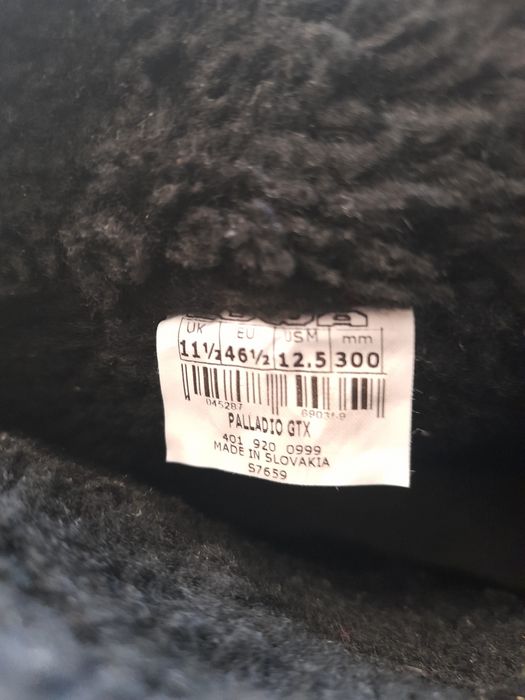 UK EU USM mm
11½ 46½ 12,5 300
045287
PALLADIO GTX
401 920 0999
MADE IN SLOVAKIA
S7659